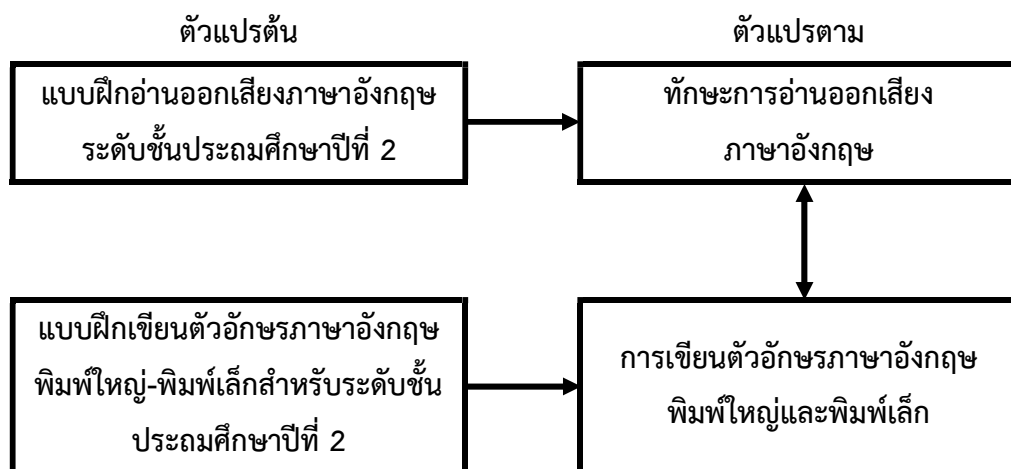 ตัวแปรต้น
ตัวแปรตาม
แบบฝึกอ่านออกเสียงภาษาอังกฤษ
ระดับชั้นประถมศึกษาปีที่ 2
ทักษะการอ่านออกเสียง
ภาษาอังกฤษ
แบบฝึกเขียนตัวอักษรภาษาอังกฤษ
พิมพ์ใหญ่-พิมพ์เล็กสำหรับระดับชั้น
ประถมศึกษาปีที่ 2
การเขียนตัวอักษรภาษาอังกฤษ
พิมพ์ใหญ่และพิมพ์เล็ก